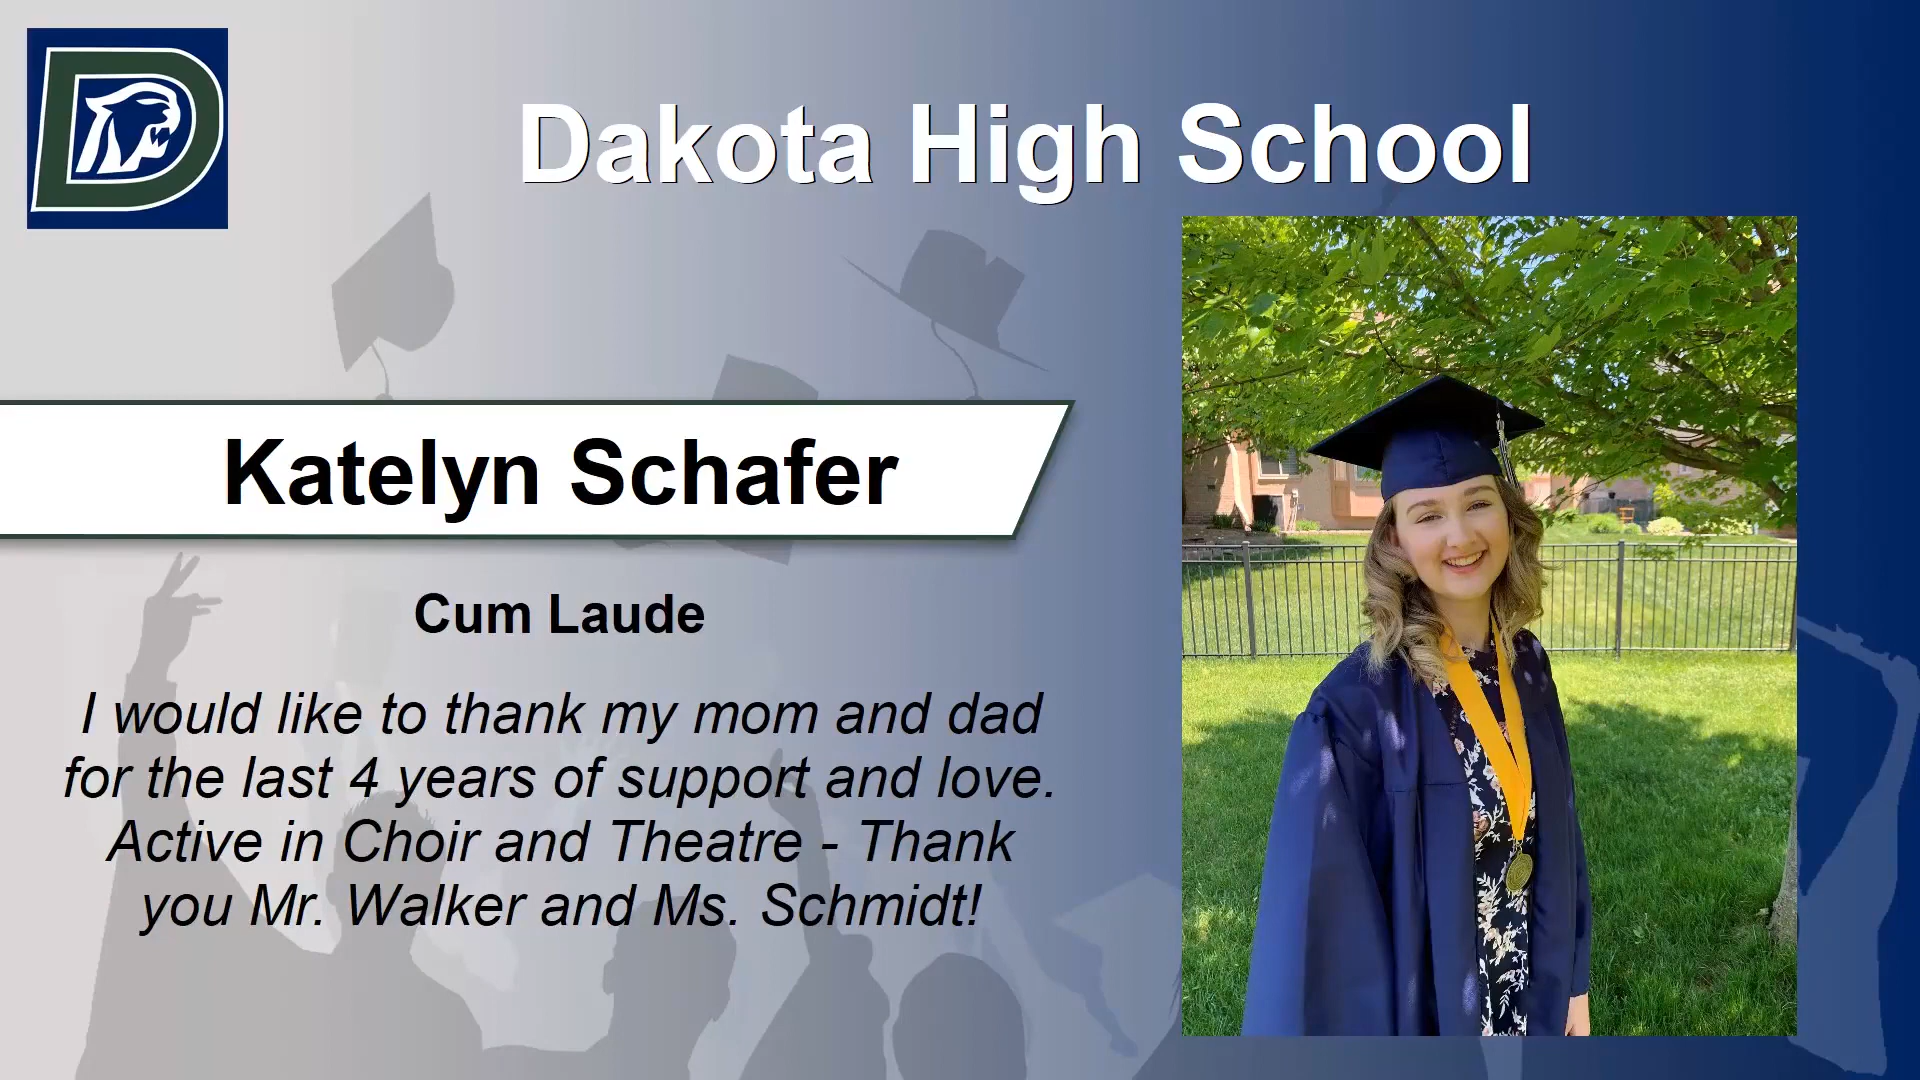 D
Dakota High School
Katelyn Schafer
Cum Laude
I would like to thank my mom and dad
for the last 4 years of support and love.
Active in Choir and Theatre - Thank
you Mr. Walker and Ms. Schmidt!